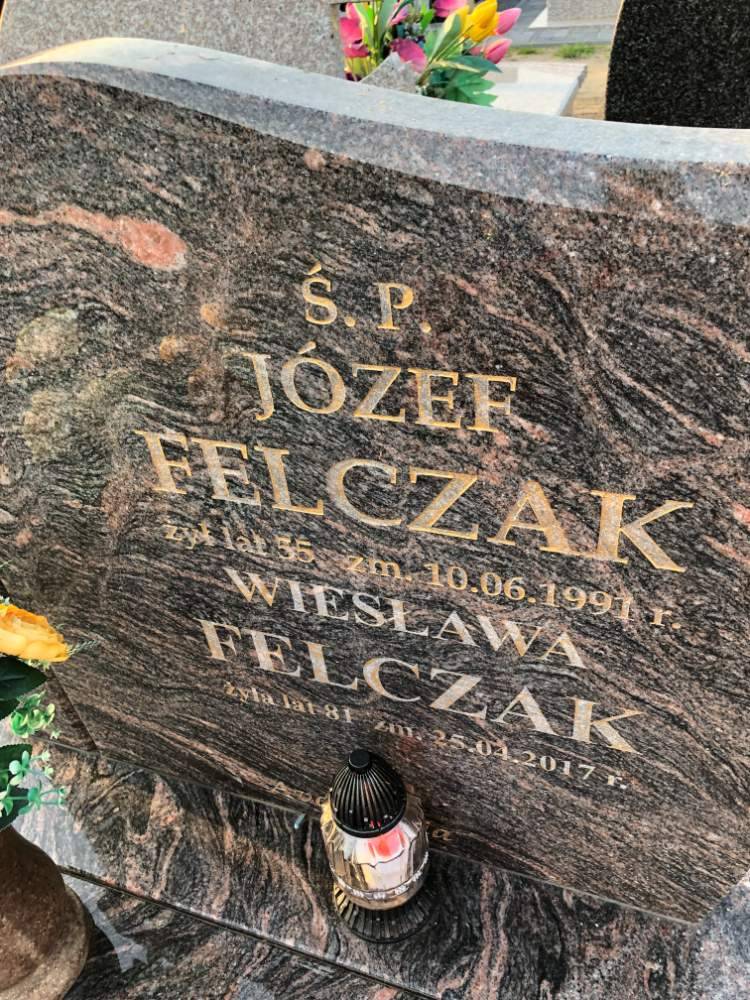 Ś. P.
JÓZEF
FELCZAK
żył lat 55 zm. 10.06.1991 r.
WIESŁAWA
FELCZAK
żyła lat 81 zm. 25.04.2017 r.